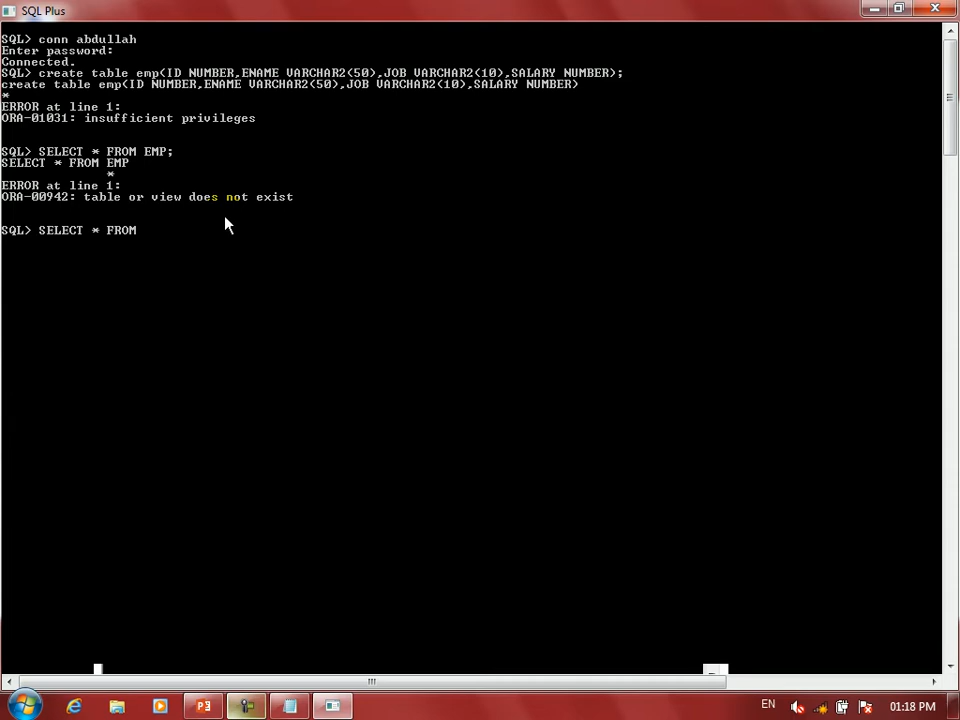 SQL Plus
SQL> conn abdullah
Enter password:
Connected.
SQL> create table emp(ID NUMBER,ENAME VARCHAR2(50),JOB VARCHAR2(10),SALARY NUMBER);
create table emp(ID NUMBER,ENAME VARCHAR2(50),JOB VARCHAR2(10),SALARY NUMBER)
*
ERROR at line 1:
ORA-01031: insufficient privileges
SQL> SELECT * FROM EMP;
SELECT * FROM EMP
*
ERROR at line 1:
ORA-00942: table or view does not exist
SQL> SELECT * FROM
EN
01:18 PM